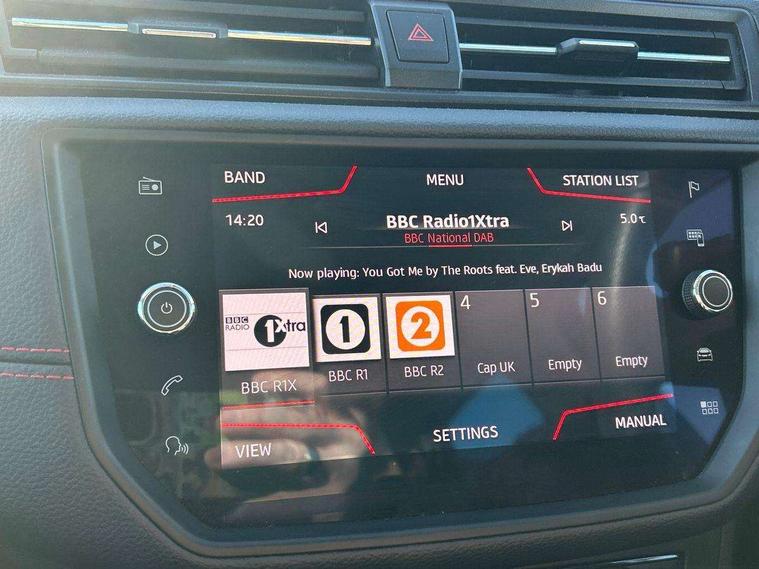 BAND
MENU
STATION LIST
14:20
BBC Radio1Xtra
5.0℃
BBC National DAB
Now playing: You Got Me by The Roots feat. Eve, Erykah Badu
BBC
RADIO
1Xtra
1
2
4
5
6
BBC R1X
BBC R1
BBC R2
Cap UK
Empty
Empty
VIEW
SETTINGS
MANUAL